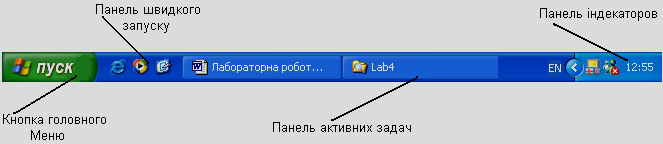 Панель швидкого
запуску
Панель індекаторов
пуск
Лабораторна робот...
Lab4
EN
12:55
Кнопка головного
Меню
Панель активних задач